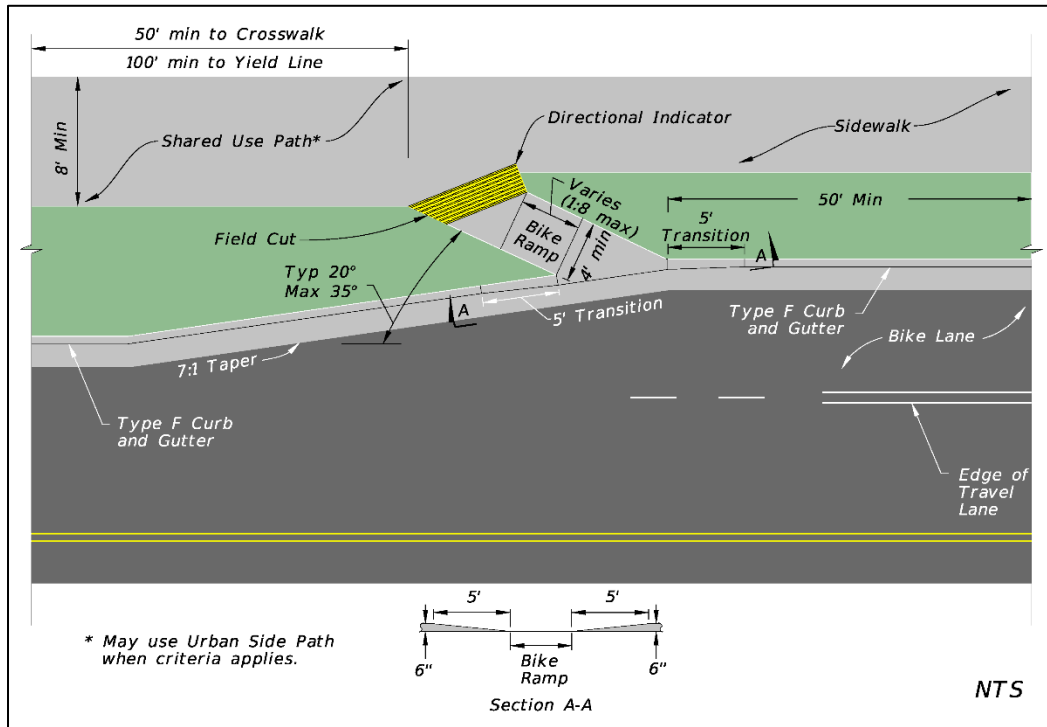 50' min to Crosswalk
100' min to Yield Line
8' Min
Shared Use Path*
Directional Indicator
Sidewalk
Varies
(1:8 max)
50' Min
5'
Transition
A
Field Cut
Bike
Ramp
4' min
Typ 20°
Max 35°
A
5' Transition
Type F Curb
and Gutter
Bike Lane
7:1 Taper
Type F Curb
and Gutter
Edge of
Travel
Lane
5'
5'
* May use Urban Side Path
when criteria applies.
6"
Bike
Ramp
6"
Section A-A
NTS